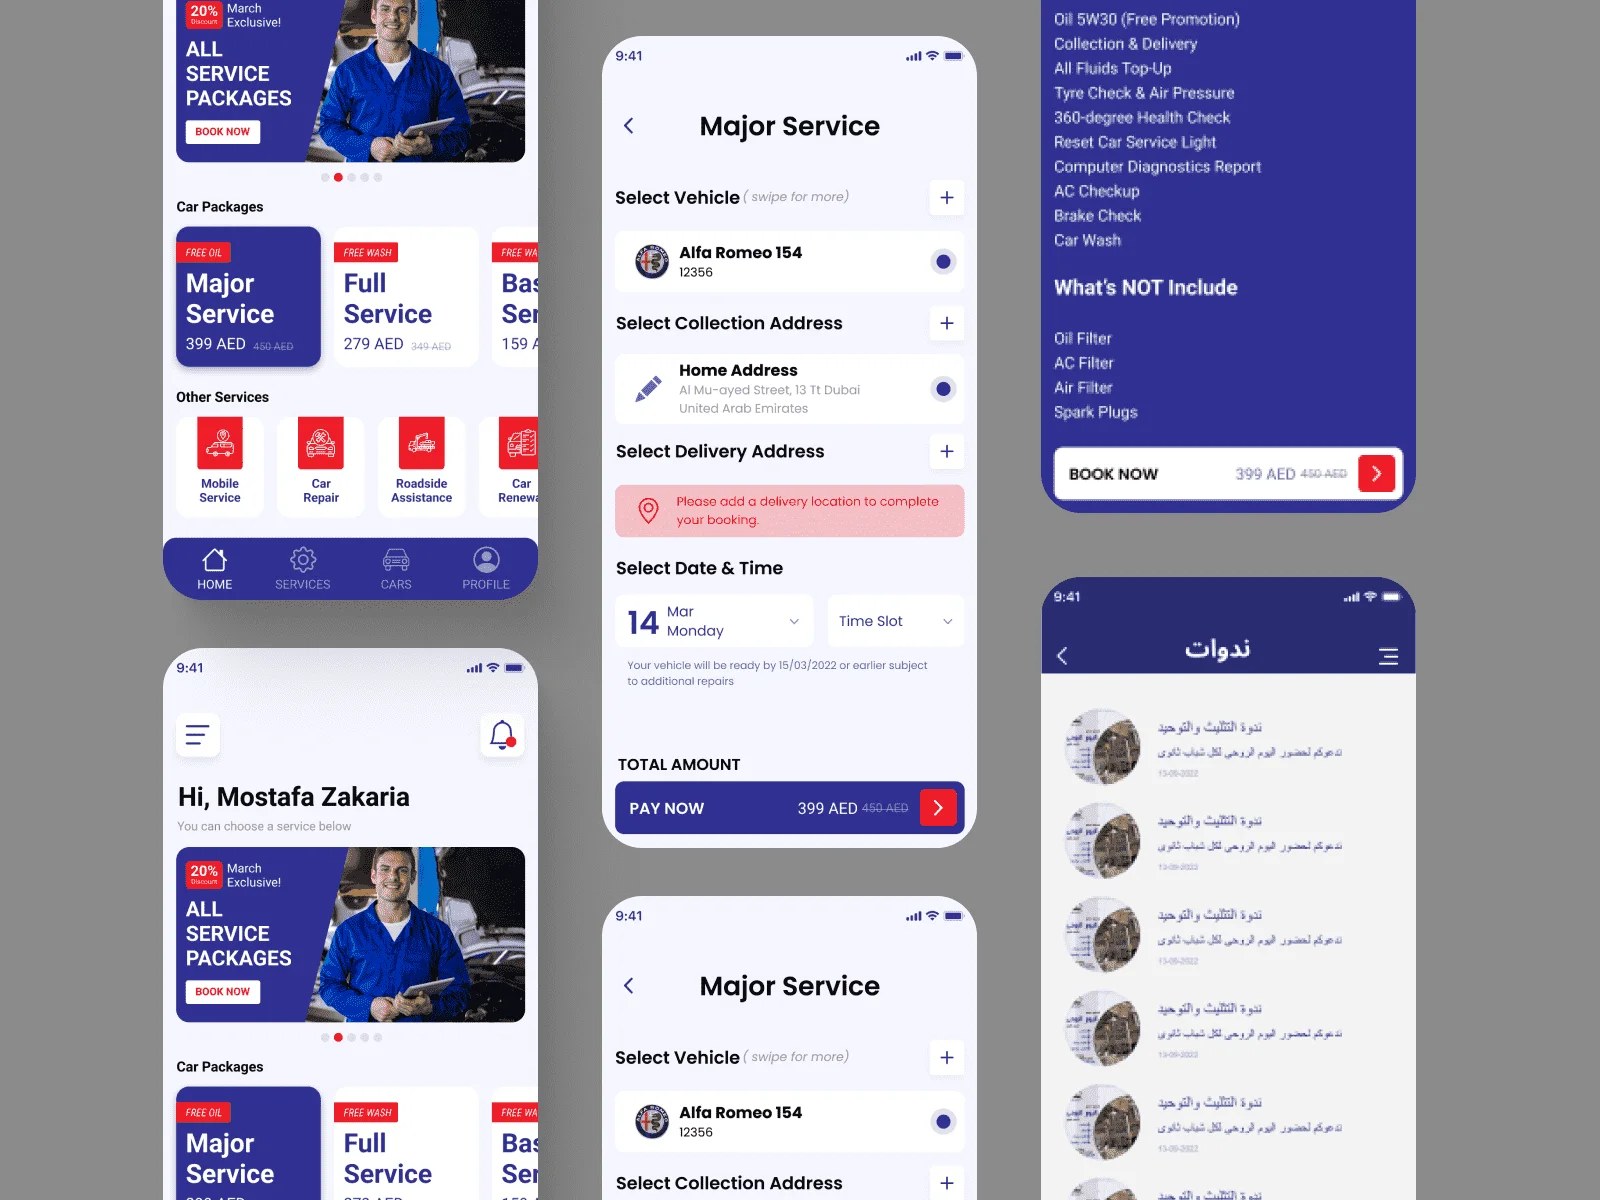 20%
Discount
March
Exclusive!
ALL
SERVICE
PACKAGES
BOOK NOW
Car Packages
FREE OIL
Major
Service
399 AED 450 AED
FREE WASH
Full
Service
279 AED 349 AED
FREE WA
Bas
Ser
159 A
Other Services
Mobile
Service
Car
Repair
Roadside
Assistance
Car
Renewa
HOME
SERVICES
CARS
PROFILE
9:41
Hi, Mostafa Zakaria
You can choose a service below
20%
Discount
March
Exclusive!
ALL
SERVICE
PACKAGES
BOOK NOW
Car Packages
FREE OIL
Major
Service
FREE WASH
Full
Service
FREE WA
Bas
Ser
9:41
Major Service
Select Vehicle ( swipe for more)
Alfa Romeo 154
12356
Select Collection Address
Home Address
Al Mu-ayed Street, 13 Tt Dubai
United Arab Emirates
Select Delivery Address
Please add a delivery location to complete
your booking.
Select Date & Time
14
Mar
Monday
Time Slot
Your vehicle will be ready by 15/03/2022 or earlier subject
to additional repairs
TOTAL AMOUNT
PAY NOW 399 AED 450 AED
9:41
Major Service
Select Vehicle ( swipe for more)
Alfa Romeo 154
12356
Select Collection Address
Oil 5W30 (Free Promotion)
Collection & Delivery
All Fluids Top-Up
Tyre Check & Air Pressure
360-degree Health Check
Reset Car Service Light
Computer Diagnostics Report
AC Checkup
Brake Check
Car Wash
What's NOT Include
Oil Filter
AC Filter
Air Filter
Spark Plugs
BOOK NOW 399 AED 450 AED
9:41
ندوات
ندوة التثليث والتوحيد
ندعوكم لحضور اليوم الروحي لكل شباب ثانوى
13-09-2022
ندوة التثليث والتوحيد
ندعوكم لحضور اليوم الروحي لكل شباب ثانوى
13-09-2022
ندوة التثليث والتوحيد
ندعوكم لحضور اليوم الروحي لكل شباب ثانوى
13-09-2022
ندوة التثليث والتوحيد
ندعوكم لحضور اليوم الروحي لكل شباب ثانوى
13-09-2022
ندوة التثليث والتوحيد
ندعوكم لحضور اليوم الروحي لكل شباب ثانوى
13-09-2022
ندوة التثليث والتوحيد